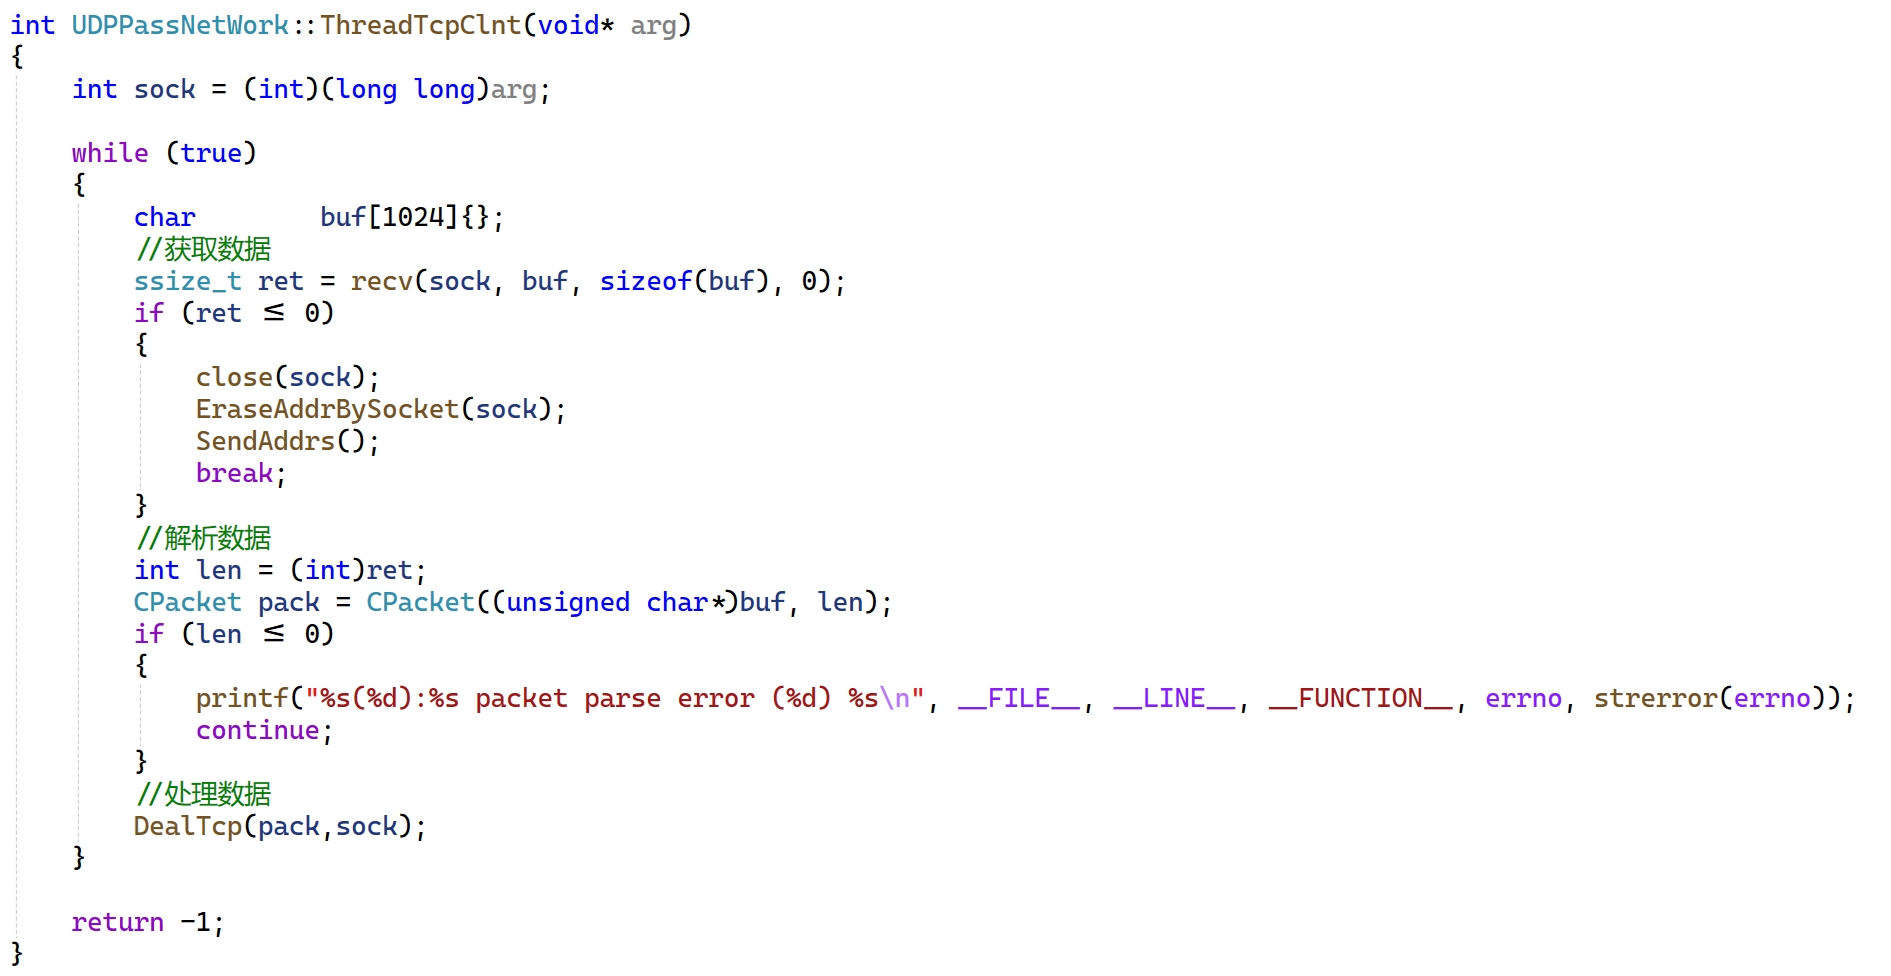 int UDPPassNetWork::ThreadTcpClnt(void* arg)
{
    int sock = (int)(long long)arg;

    while (true)
    {
        char        buf[1024]{};
        //获取数据
        ssize_t ret = recv(sock, buf, sizeof(buf), 0);
        if (ret ≤ 0)
        {
            close(sock);
            EraseAddrBySocket(sock);
            SendAddrs();
            break;
        }
        //解析数据
        int len = (int)ret;
        CPacket pack = CPacket((unsigned char*)buf, len);
        if (len ≤ 0)
        {
            printf("%s(%d):%s packet parse error (%d) %s\n", __FILE__, __LINE__, __FUNCTION__, errno, strerror(errno));
            continue;
        }
        //处理数据
        DealTcp(pack,sock);
    }

    return -1;
}